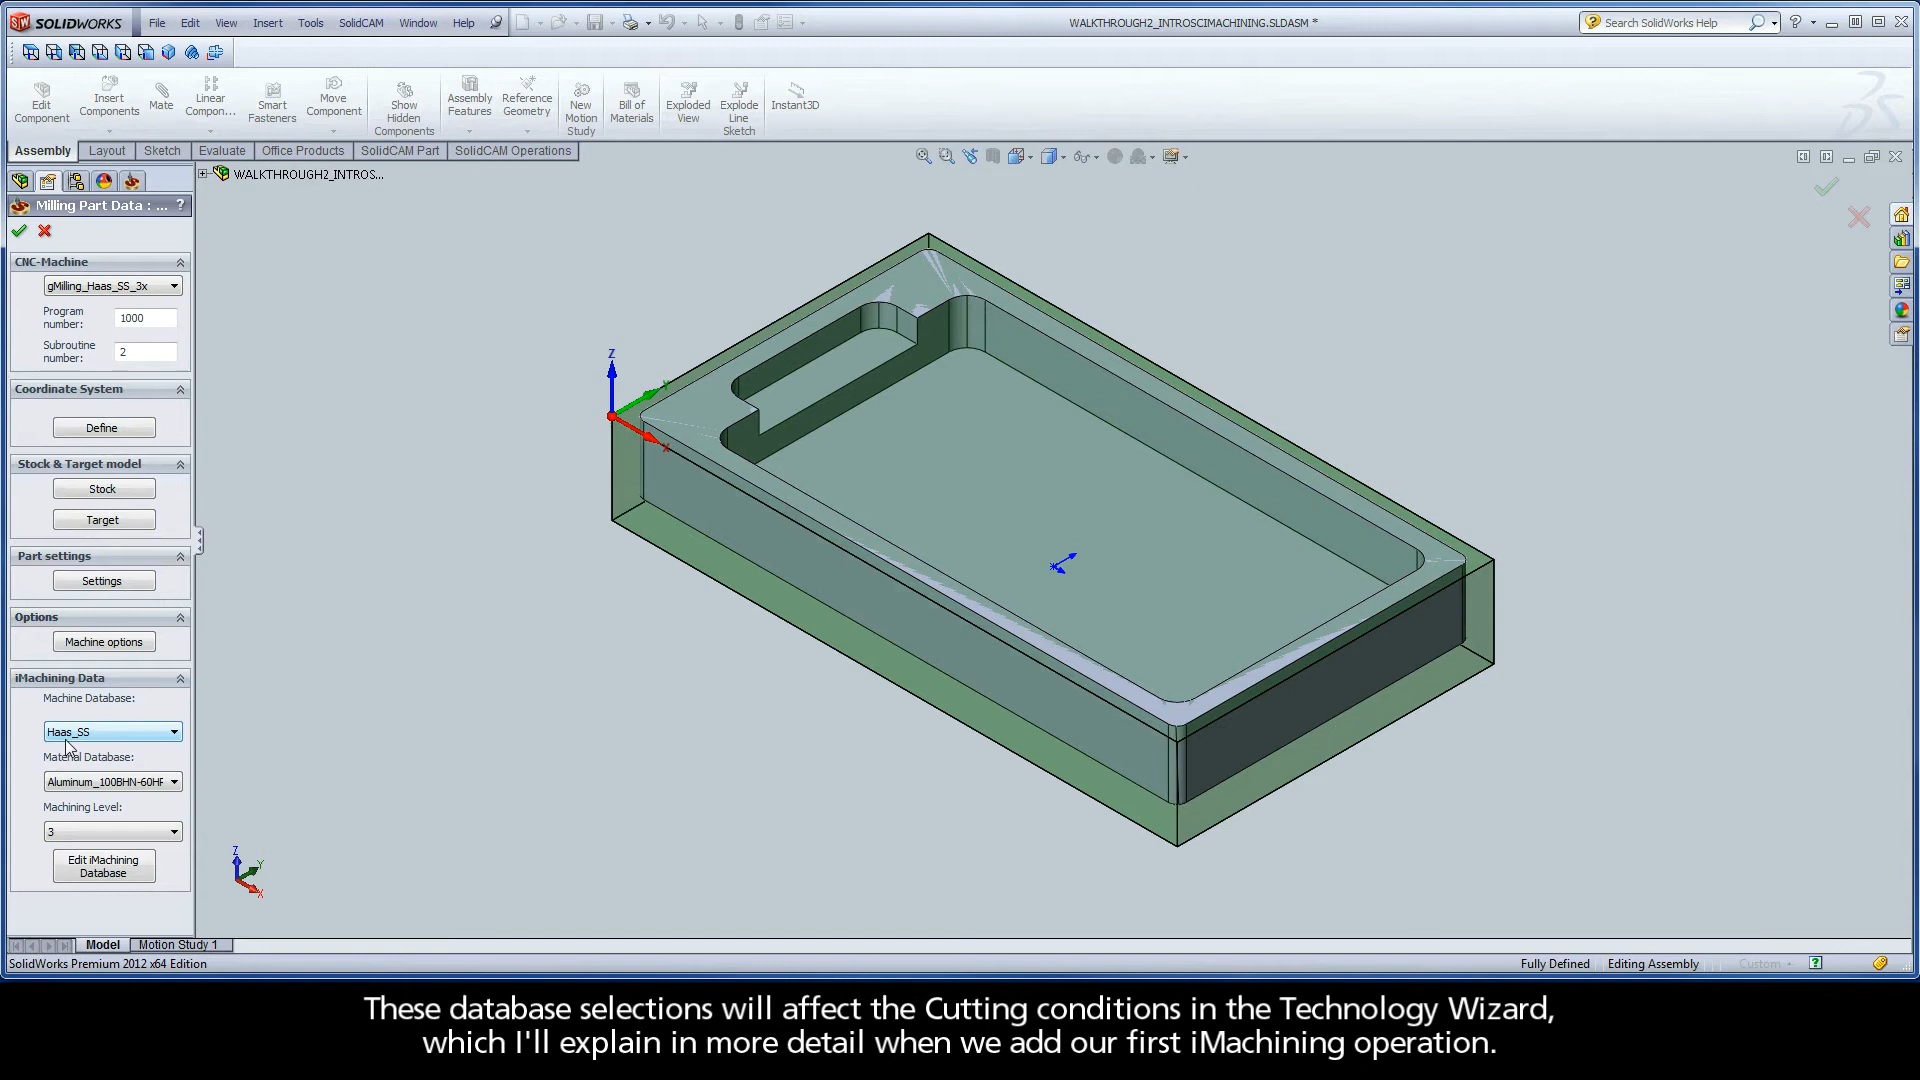 SOLIDWORKS File Edit View Insert Tools SolidCAM Window Help WALKTHROUGH2_INTROSCIMACHINING.SLDASM * Search SolidWorks Help
Edit Component
Insert Components
Mate
Linear Compon...
Smart Fasteners
Move Component
Show Hidden Components
Assembly Features
Reference Geometry
New Motion Study
Bill of Materials
Exploded View
Explode Line Sketch
Instant3D
Assembly Layout Sketch Evaluate Office Products SolidCAM Part SolidCAM Operations
WALKTHROUGH2_INTROS...
Milling Part Data : ... ?
CNC-Machine
gMilling_Haas_SS_3x
Program number: 1000
Subroutine number: 2
Coordinate System
Define
Stock & Target model
Stock
Target
Part settings
Settings
Options
Machine options
iMachining Data
Machine Database:
Haas_SS
Material Database:
Aluminum_100BHN-60HF
Machining Level:
3
Edit iMachining Database
Z
Y
X
Z
Y
X
Model Motion Study 1
SolidWorks Premium 2012 x64 Edition Fully Defined Editing Assembly Custom
These database selections will affect the Cutting conditions in the Technology Wizard,
which I'll explain in more detail when we add our first iMachining operation.